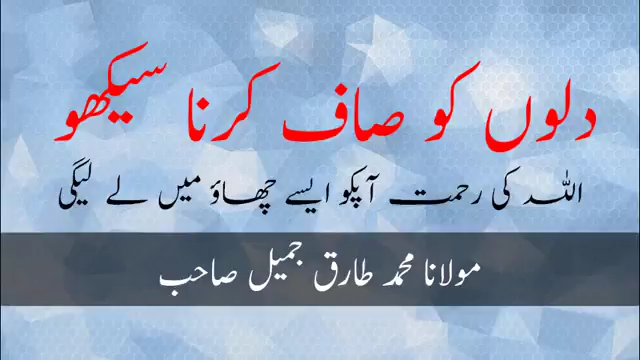 دلوں کو صاف کرنا سیکھو
اللہ کی رحمت آپکو ایسے چھاؤ میں لے لیگی
مولانا محمد طارق جمیل صاحب